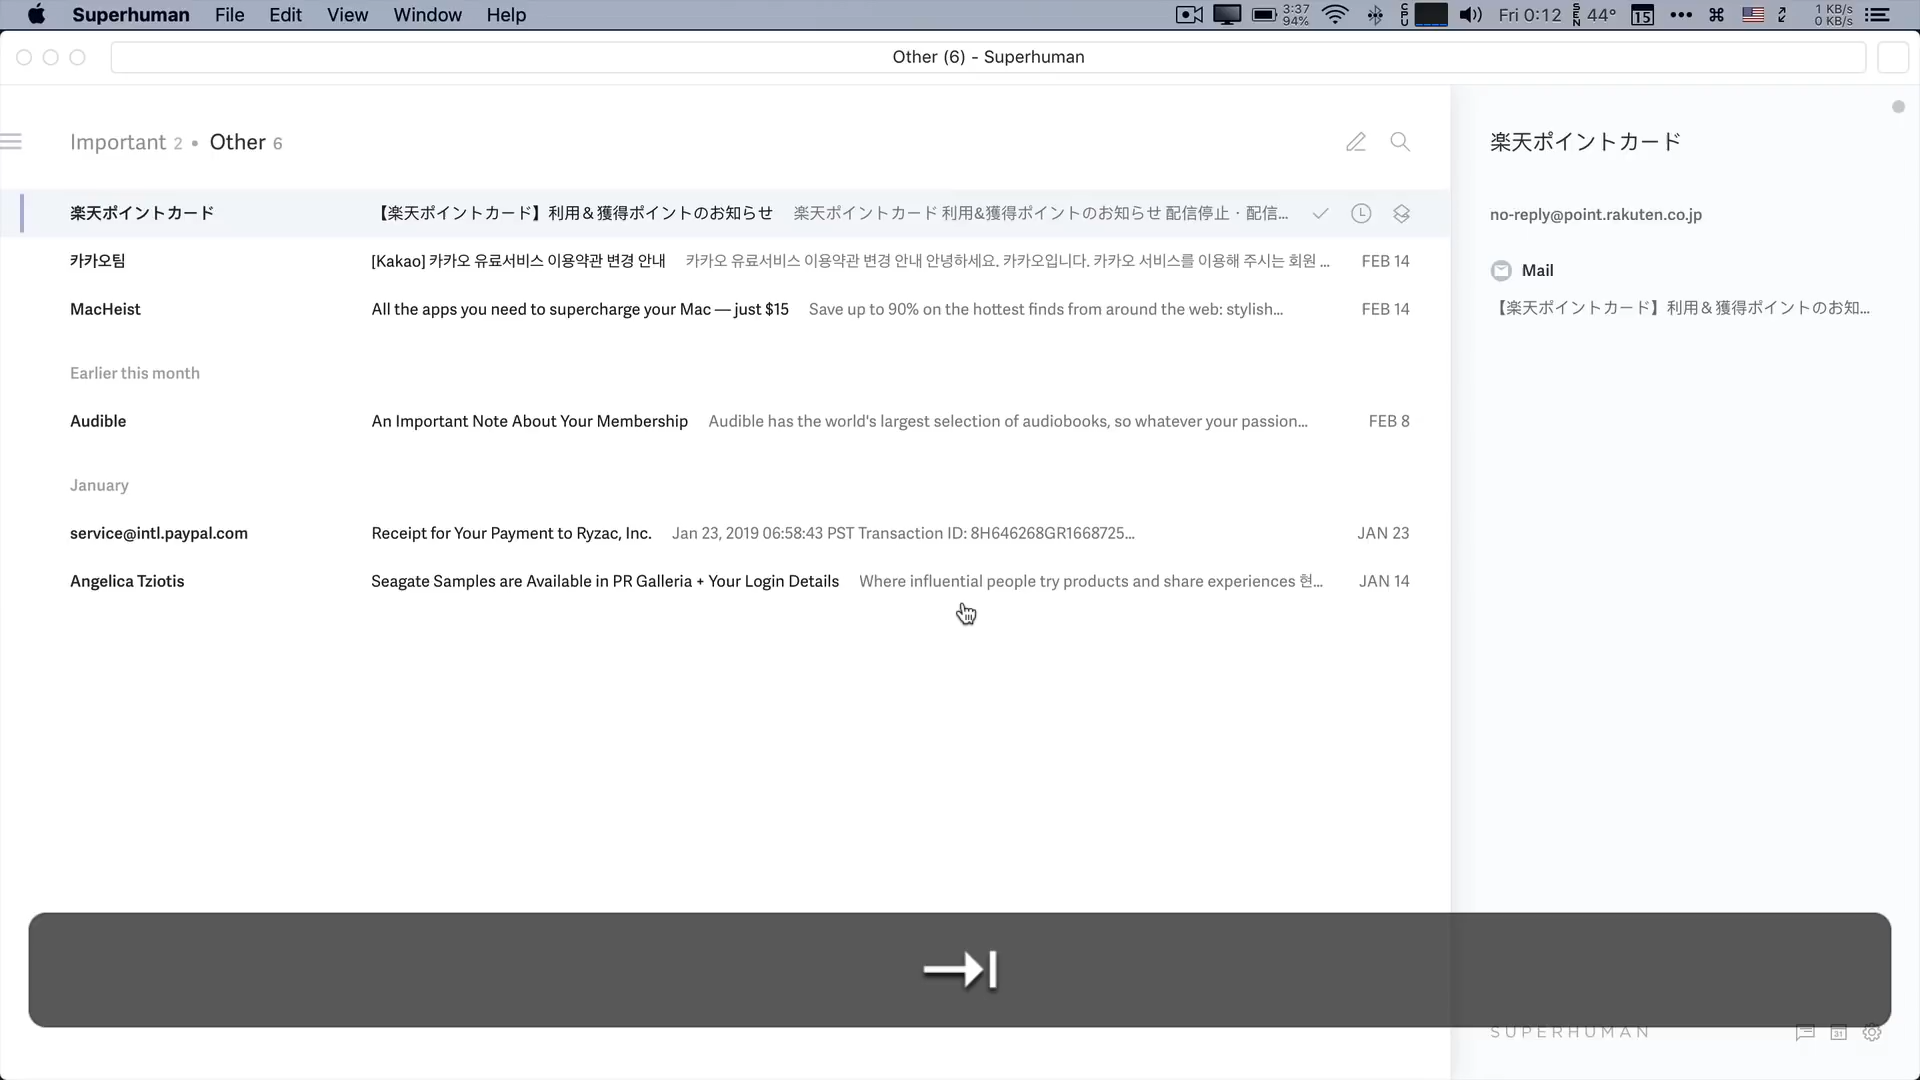 Superhuman File Edit View Window Help 3:37 94% CPU Fri 0:12 SEN 44° 15 1 KB/s 0 KB/s
Other (6) - Superhuman
Important 2 • Other 6
楽天ポイントカード 【楽天ポイントカード】利用＆獲得ポイントのお知らせ 楽天ポイントカード 利用&獲得ポイントのお知らせ 配信停止・配信...
카카오팀 [Kakao] 카카오 유료서비스 이용약관 변경 안내 카카오 유료서비스 이용약관 변경 안내 안녕하세요. 카카오입니다. 카카오 서비스를 이용해 주시는 회원 ... FEB 14
MacHeist All the apps you need to supercharge your Mac — just $15 Save up to 90% on the hottest finds from around the web: stylish... FEB 14
Earlier this month
Audible An Important Note About Your Membership Audible has the world's largest selection of audiobooks, so whatever your passion... FEB 8
January
service@intl.paypal.com Receipt for Your Payment to Ryzac, Inc. Jan 23, 2019 06:58:43 PST Transaction ID: 8H646268GR1668725... JAN 23
Angelica Tziotis Seagate Samples are Available in PR Galleria + Your Login Details Where influential people try products and share experiences 현... JAN 14
楽天ポイントカード
no-reply@point.rakuten.co.jp
Mail
【楽天ポイントカード】利用＆獲得ポイントのお知...
SUPERHUMAN 31